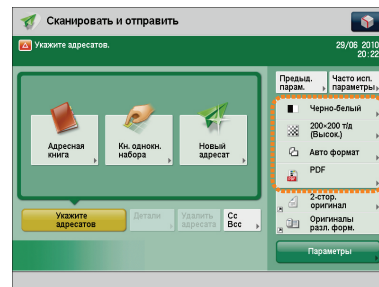 Сканировать и отправить
Укажите адресатов.
29/06 2010
20:22
Предыд.
парам.
Часто исп.
параметры
Черно-белый
200×200 т/д
(Высок.)
Авто формат
PDF
2-стор.
оригинал
Оригиналы
разл. форм.
Адресная
книга
Кн. однокн.
набора
Новый
адресат
Укажите
адресатов
Детали
Удалить
адресата
Cc
Bcc
Параметры